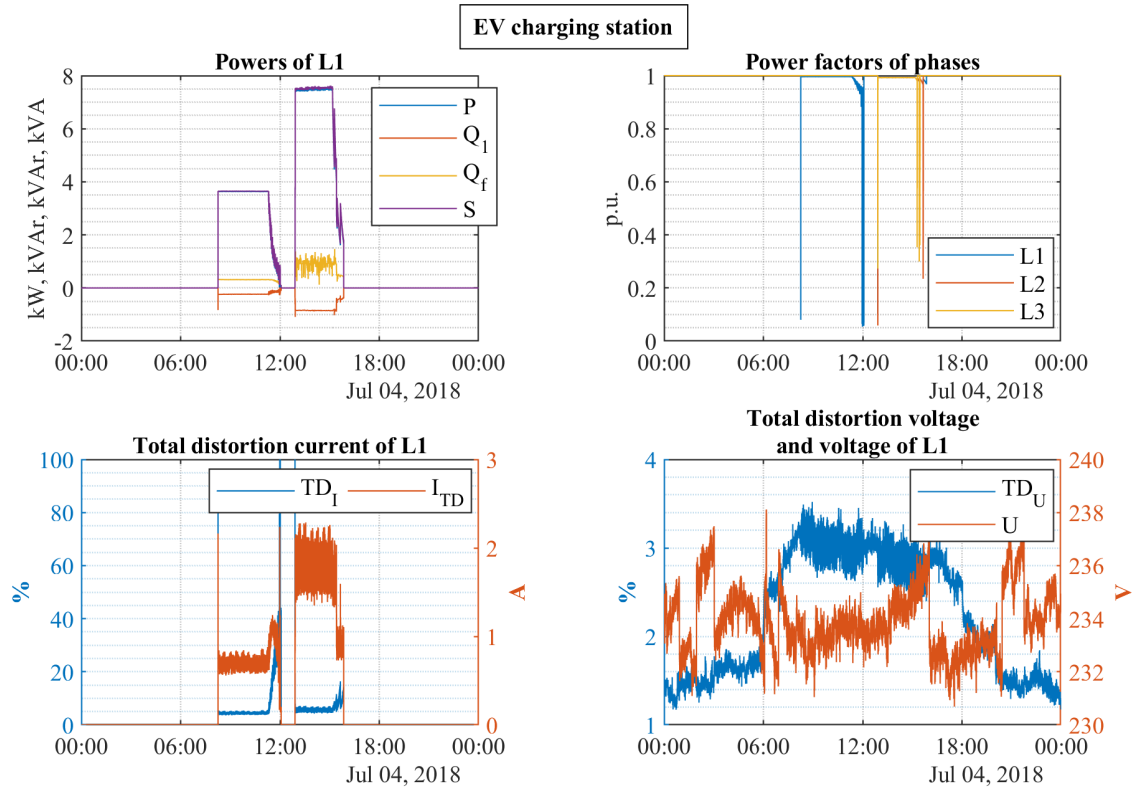 EV charging station
Powers of L1
kW, kVAr, kVAr, kVA
8
6
4
2
0
-2
P
Q1
Qf
S
00:00 06:00 12:00 18:00 00:00
Jul 04, 2018
Power factors of phases
p.u.
1
0.8
0.6
0.4
0.2
0
L1
L2
L3
00:00 06:00 12:00 18:00 00:00
Jul 04, 2018
Total distortion current of L1
%
100
80
60
40
20
0
TDI ITD
3
2
1
0
A
00:00 06:00 12:00 18:00 00:00
Jul 04, 2018
Total distortion voltage
and voltage of L1
%
4
3
2
1
TDU
U
240
238
236
234
232
230
V
00:00 06:00 12:00 18:00 00:00
Jul 04, 2018